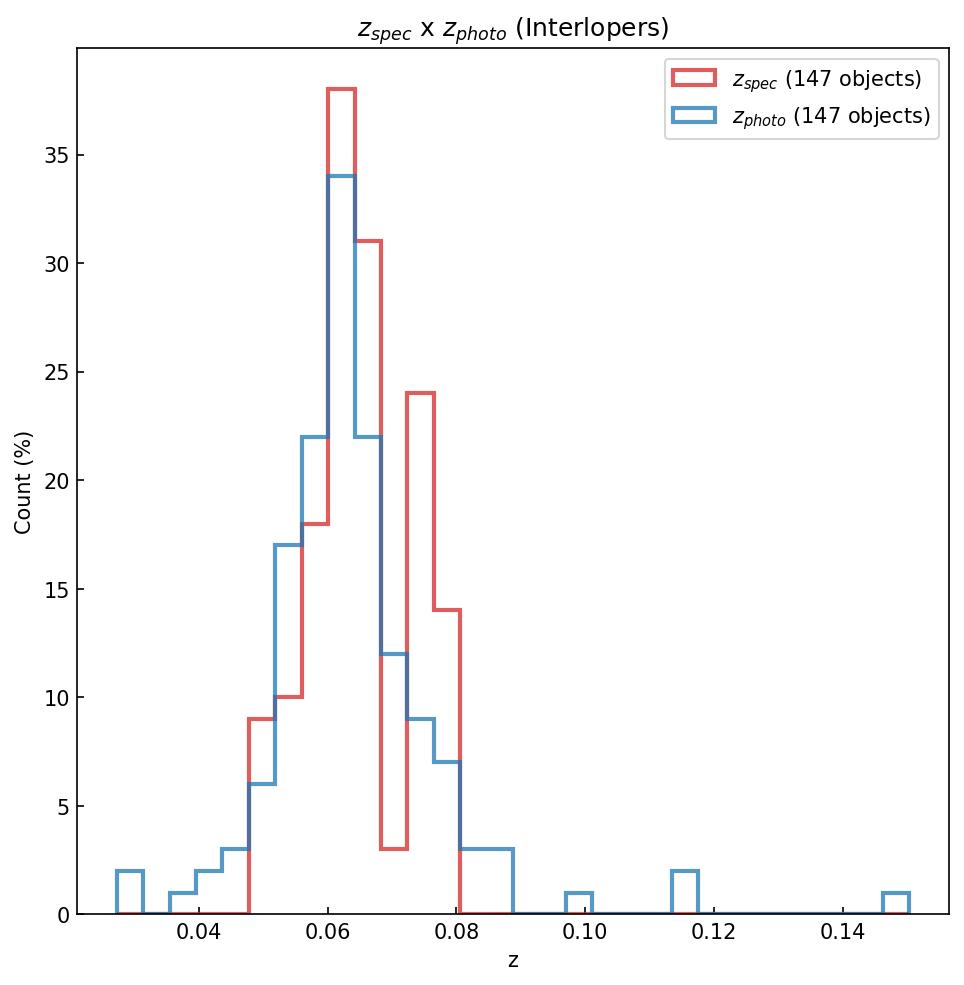 z_spec x z_photo (Interlopers)
z_spec (147 objects)
z_photo (147 objects)
Count (%)
35
30
25
20
15
10
5
0
0.04 0.06 0.08 0.10 0.12 0.14
z